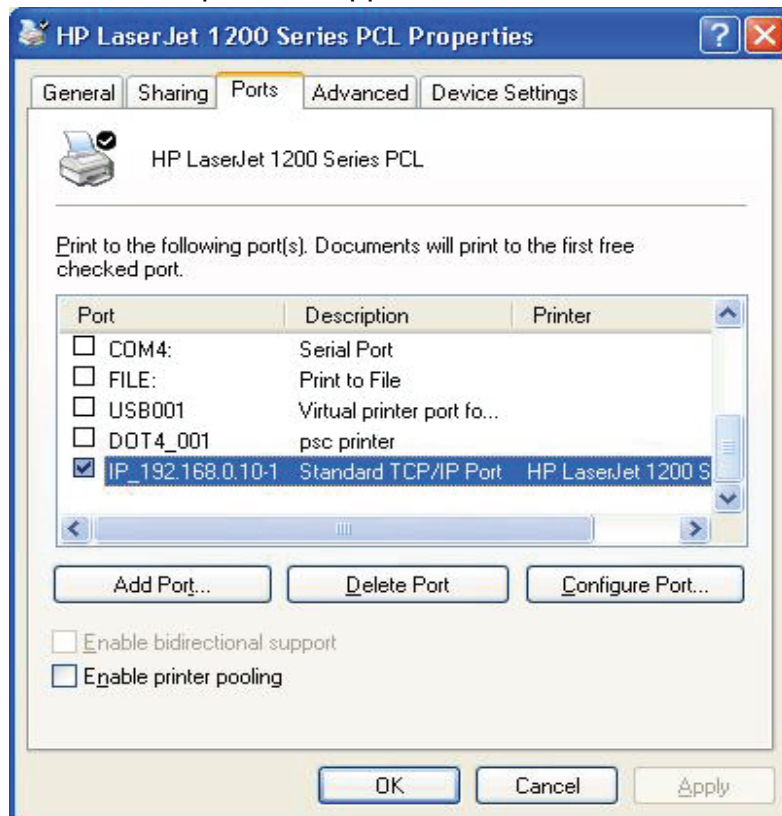 HP LaserJet 1200 Series PCL Properties
General Sharing Ports Advanced Device Settings
HP LaserJet 1200 Series PCL
Print to the following port(s). Documents will print to the first free
checked port.
Port Description Printer
COM4: Serial Port
FILE: Print to File
USB001 Virtual printer port fo...
DOT4_001 psc printer
IP_192.168.0.10-1 Standard TCP/IP Port HP LaserJet 1200 S
Add Port... Delete Port Configure Port...
Enable bidirectional support
Enable printer pooling
OK Cancel Apply